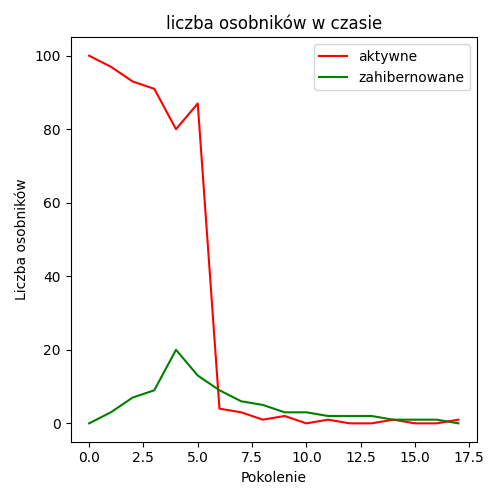 liczba osobników w czasie
aktywne
zahibernowane
Liczba osobników
100
80
60
40
20
0
0.0 2.5 5.0 7.5 10.0 12.5 15.0 17.5
Pokolenie